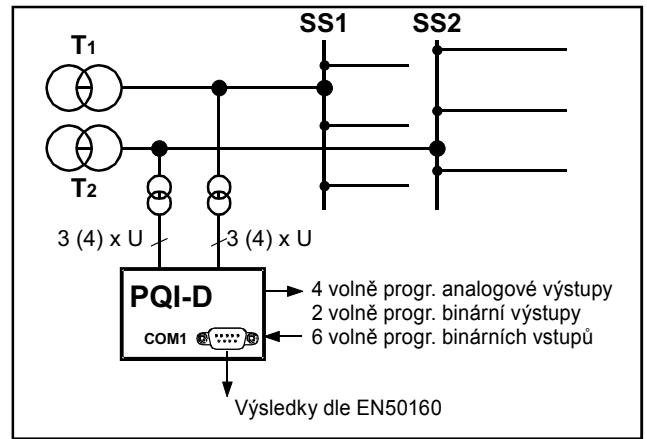 SS1 SS2
T1
T2
3 (4) x U 3 (4) x U
PQI-D
COM1
4 volně progr. analogové výstupy
2 volně progr. binární výstupy
6 volně progr. binárních vstupů
Výsledky dle EN50160